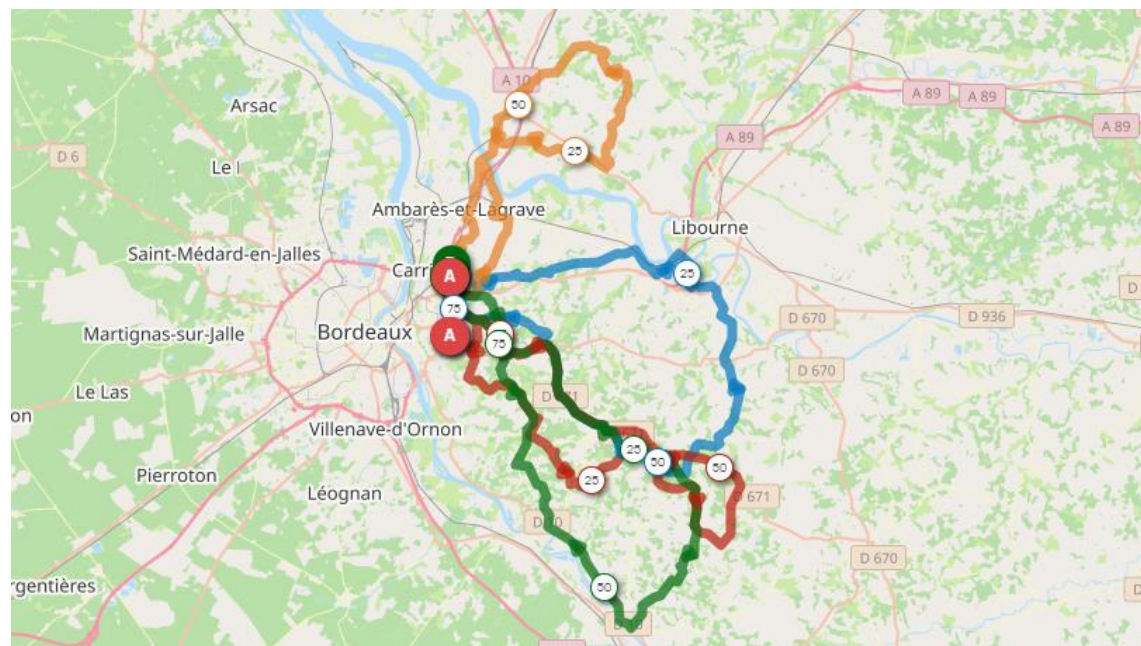 A 10
50
Arsac
A 89
A 89
A 89
A 89
D 6
25
Le l
Ambarès-et-Lagrave
Libourne
Saint-Médard-en-Jalles
Carri
A
25
D
75
D 936
D 670
Bordeaux
A
75
Martignas-sur-Jalle
D 670
Le Las
on
Villenave-d'Ornon
25
50
50
Pierroton
25
Léognan
D 671
D 670
rgentières
50
D